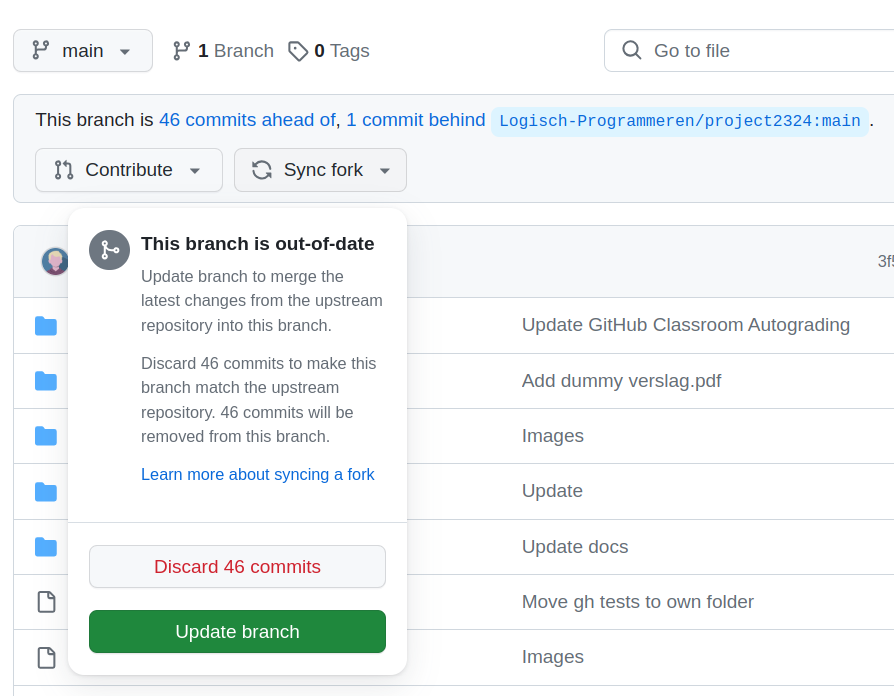 main
1 Branch
0 Tags
Go to file
This branch is 46 commits ahead of, 1 commit behind Logisch-Programmeren/project2324:main .
Contribute
Sync fork
This branch is out-of-date
Update branch to merge the
latest changes from the upstream
repository into this branch.
Discard 46 commits to make this
branch match the upstream
repository. 46 commits will be
removed from this branch.
Learn more about syncing a fork
Discard 46 commits
Update branch
Update GitHub Classroom Autograding
Add dummy verslag.pdf
Images
Update
Update docs
Move gh tests to own folder
Images